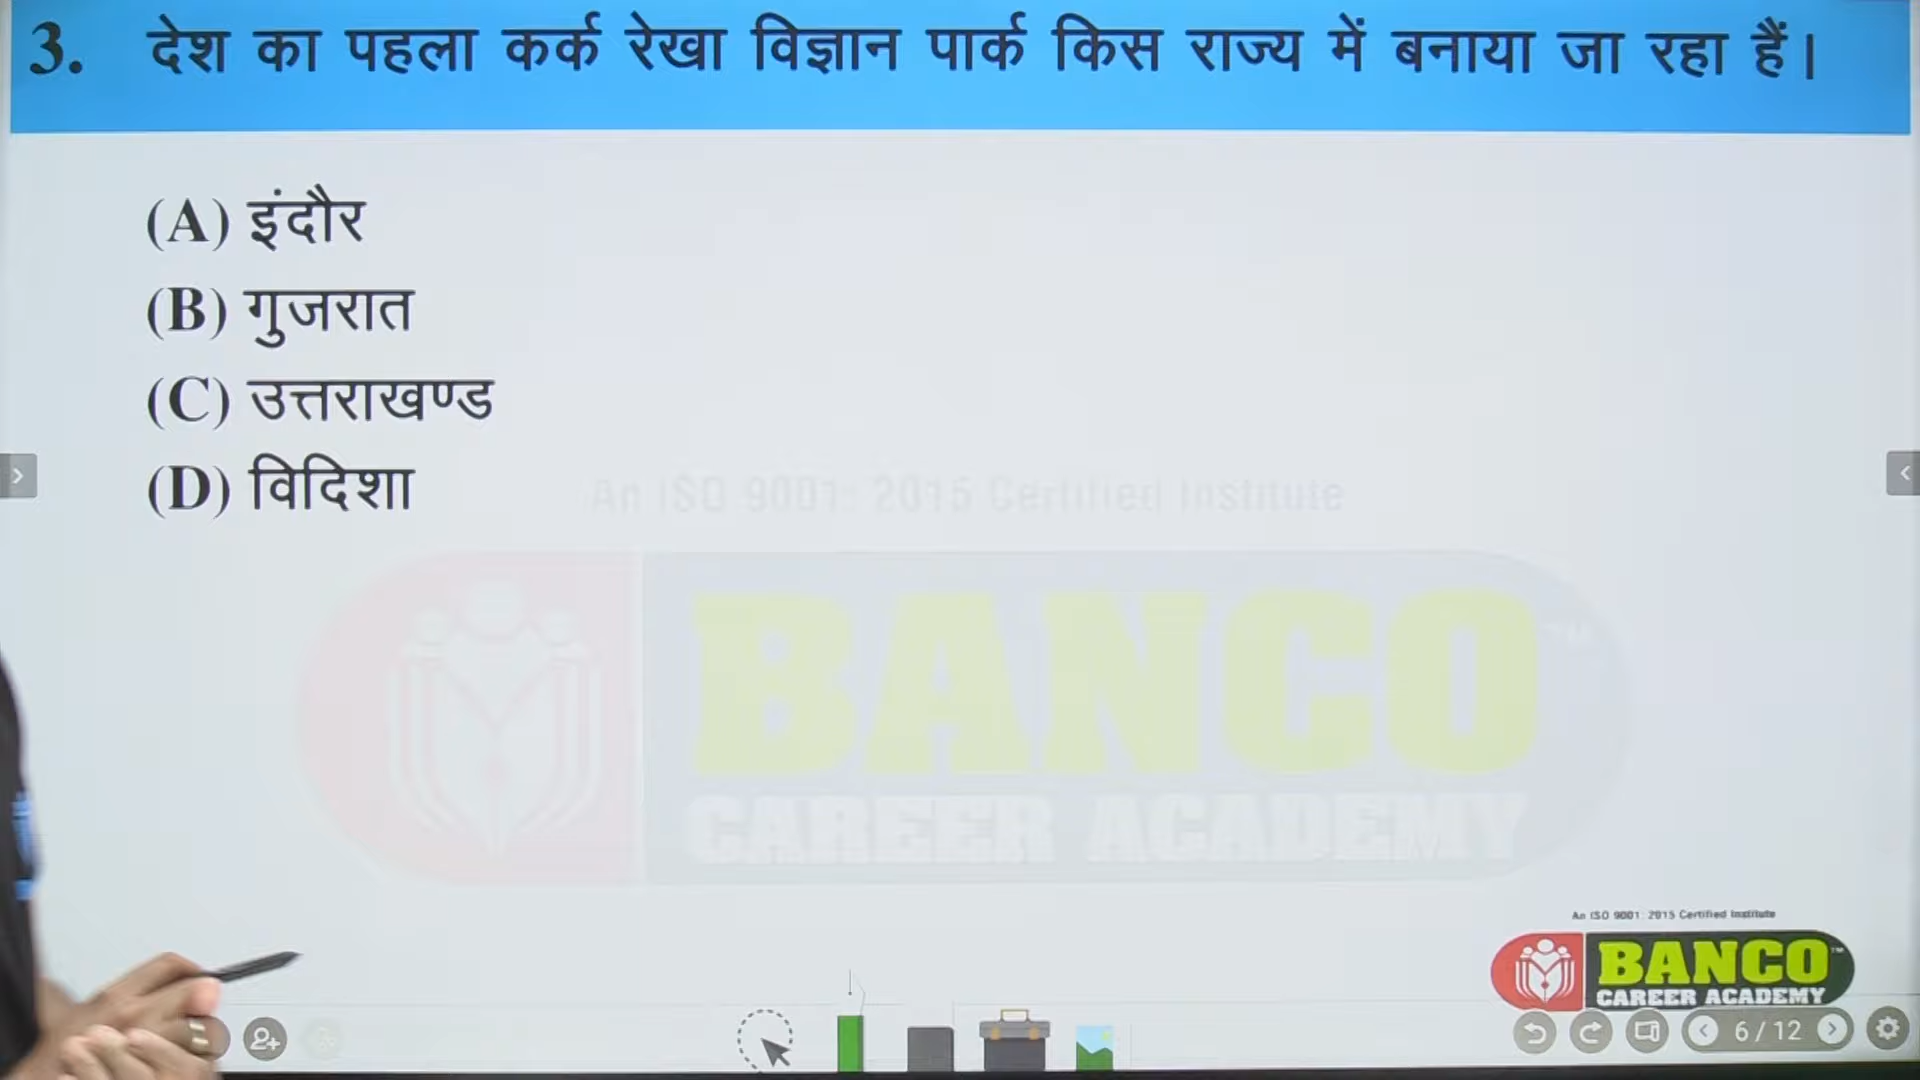 3. देश का पहला कर्क रेखा विज्ञान पार्क किस राज्य में बनाया जा रहा हैं।
(A) इंदौर
(B) गुजरात
(C) उत्तराखण्ड
(D) विदिशा
An ISO 9001: 2015 Certified Institute
BANCO
CAREER ACADEMY
An ISO 9001: 2015 Certified Institute
BANCO™
CAREER ACADEMY
6 / 12